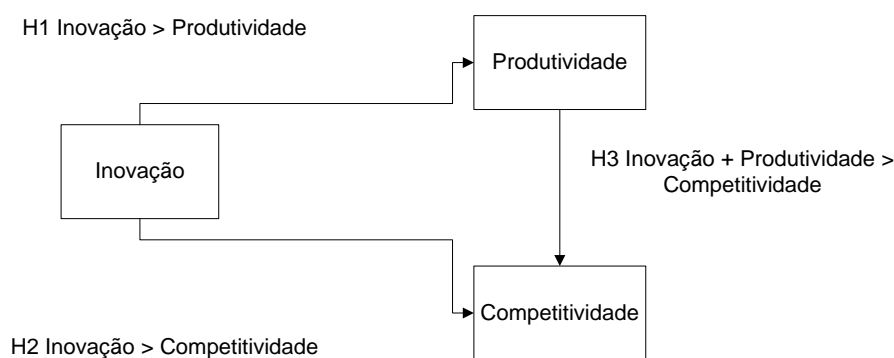 H1 Inovação > Produtividade
Produtividade
Inovação
H3 Inovação + Produtividade >
Competitividade
Competitividade
H2 Inovação > Competitividade